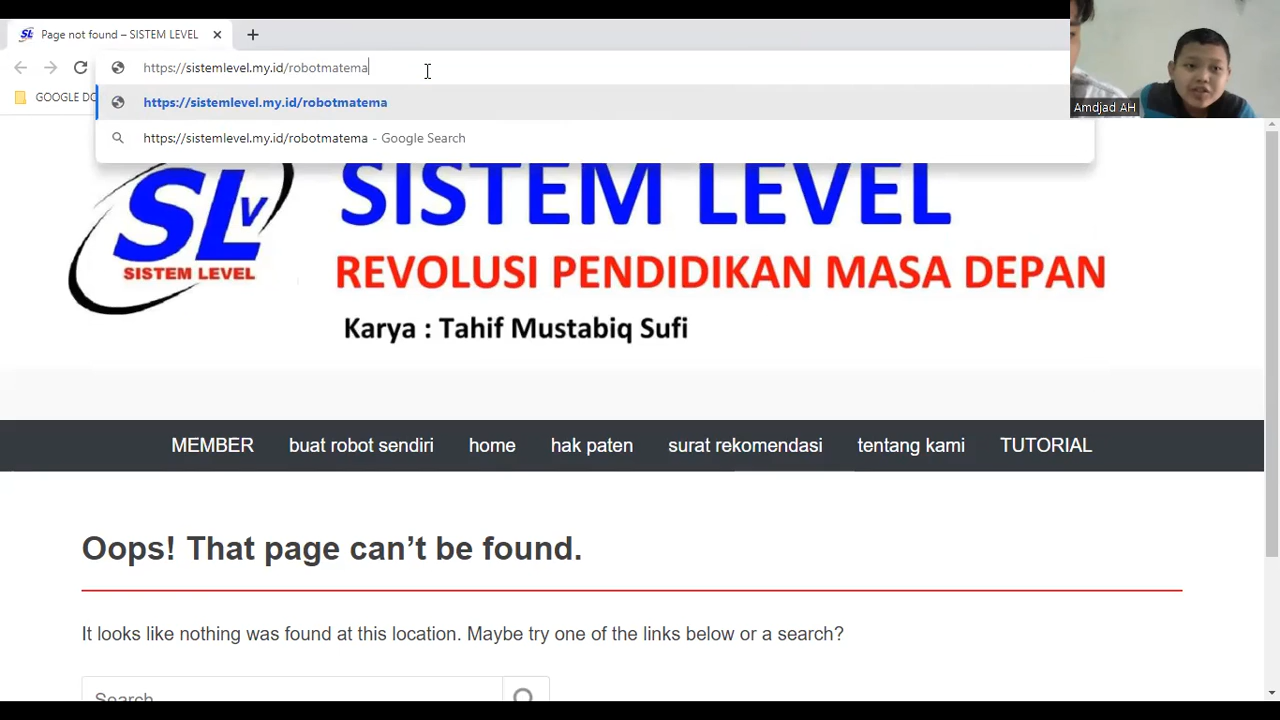 Page not found – SISTEM LEVEL
https://sistemlevel.my.id/robotmatema
GOOGLE DO
https://sistemlevel.my.id/robotmatema
https://sistemlevel.my.id/robotmatema - Google Search
Amdjad AH
SLV
SISTEM LEVEL
SISTEM LEVEL
REVOLUSI PENDIDIKAN MASA DEPAN
Karya : Tahif Mustabiq Sufi
MEMBER buat robot sendiri home hak paten surat rekomendasi tentang kami TUTORIAL
Oops! That page can’t be found.
It looks like nothing was found at this location. Maybe try one of the links below or a search?
Search